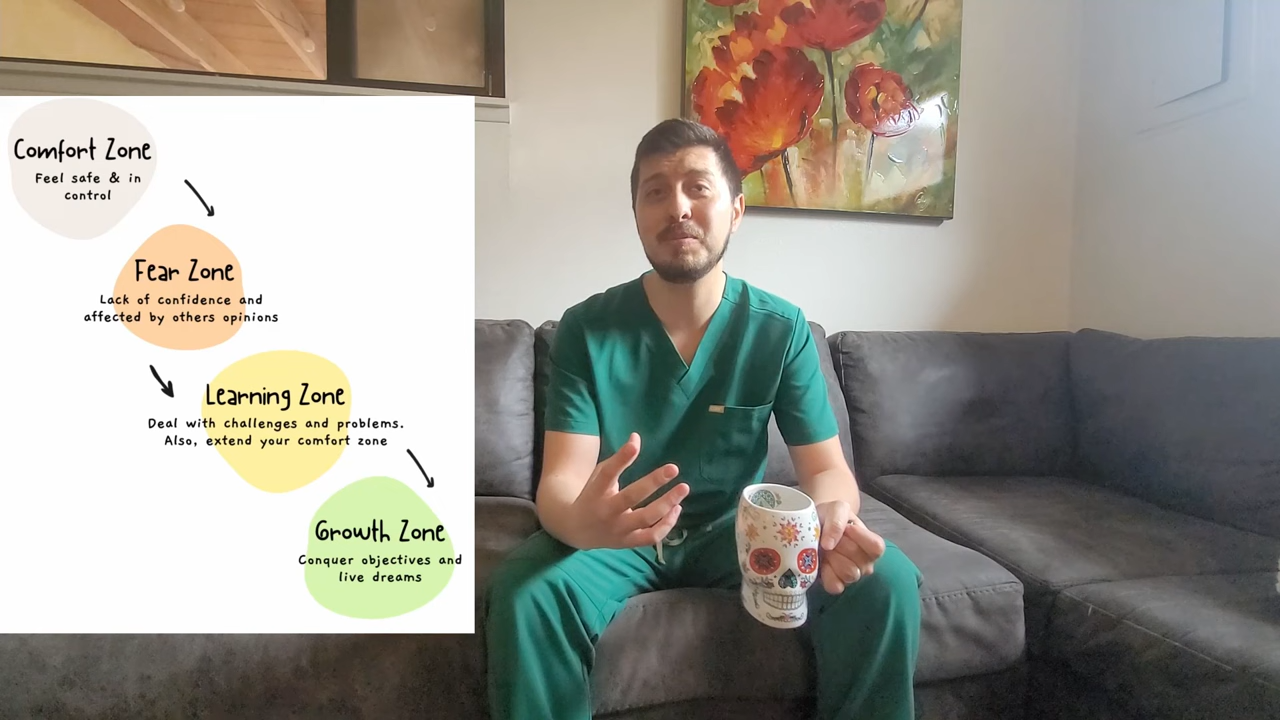 Comfort Zone
Feel safe & in
control
Fear Zone
Lack of confidence and
affected by others opinions
Learning Zone
Deal with challenges and problems.
Also, extend your comfort zone
Growth Zone
Conquer objectives and
live dreams